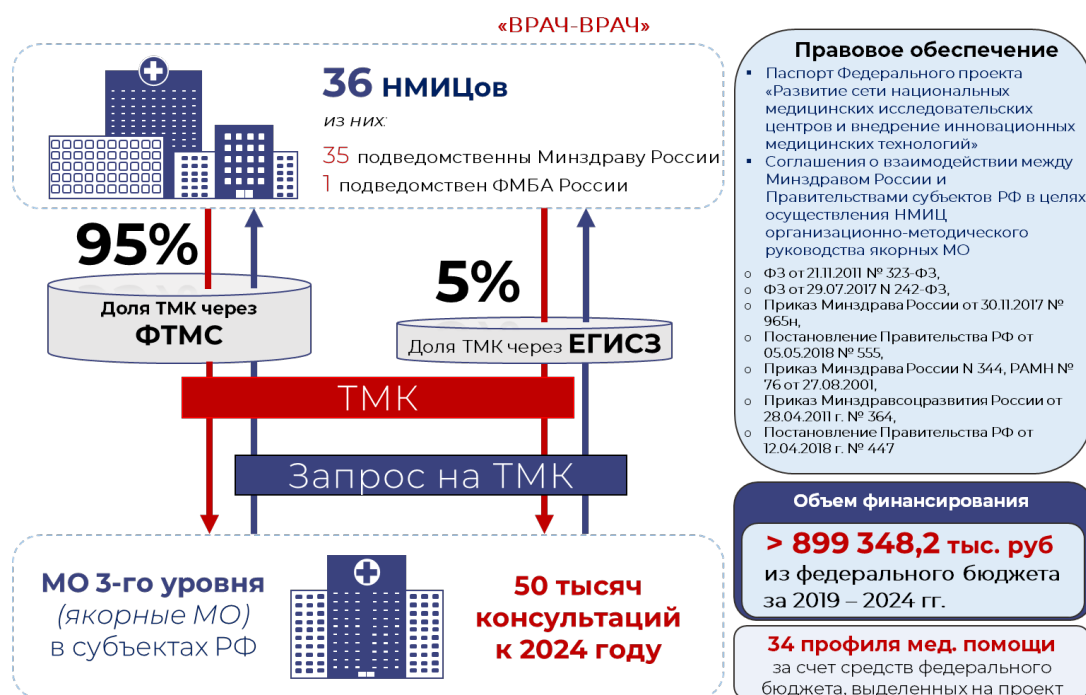 «ВРАЧ-ВРАЧ»
36 НМИЦов
из них:
35 подведомственны Минздраву России
1 подведомствен ФМБА России
95%
Доля ТМК через
ФТМС
5%
Доля ТМК через ЕГИСЗ
ТМК
Запрос на ТМК
МО 3-го уровня
(якорные МО)
в субъектах РФ
50 тысяч
консультаций
к 2024 году
Правовое обеспечение
▪ Паспорт Федерального проекта
«Развитие сети национальных
медицинских исследовательских
центров и внедрение инновационных
медицинских технологий»
▪ Соглашения о взаимодействии между
Минздравом России и
Правительствами субъектов РФ в целях
осуществления НМИЦ
организационно-методического
руководства якорных МО
o ФЗ от 21.11.2011 № 323-ФЗ,
o ФЗ от 29.07.2017 N 242-ФЗ,
o Приказ Минздрава России от 30.11.2017 №
965н,
o Постановление Правительства РФ от
05.05.2018 № 555,
o Приказ Минздрава России N 344, РАМН №
76 от 27.08.2001,
o Приказ Минздравсоцразвития России от
28.04.2011 г. № 364,
o Постановление Правительства РФ от
12.04.2018 г. № 447
Объем финансирования
> 899 348,2 тыс. руб
из федерального бюджета
за 2019 – 2024 гг.
34 профиля мед. помощи
за счет средств федерального
бюджета, выделенных на проект